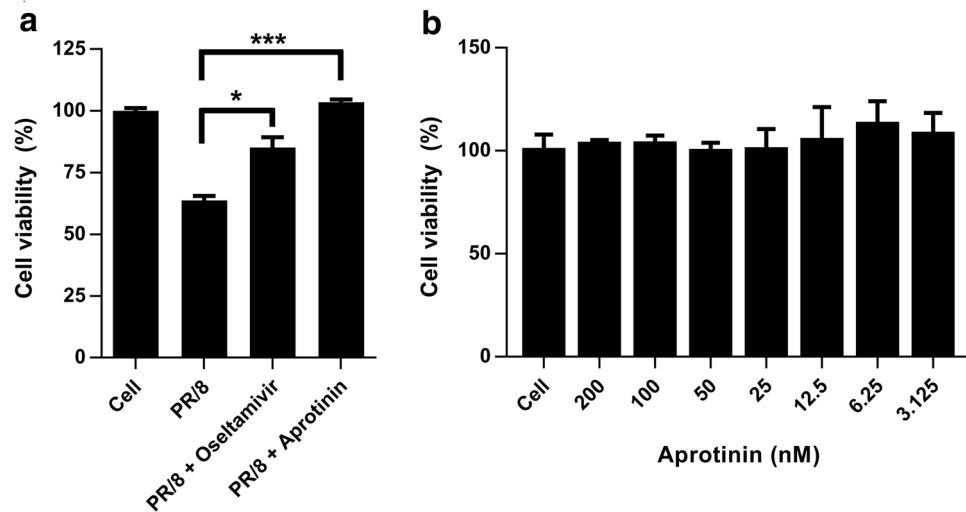 a
Cell viability (%)
125
100
75
50
25
0
***
*
Cell
PR/8
PR/8 + Oseltamivir
PR/8 + Aprotinin
b
Cell viability (%)
150
100
50
0
Cell
200
100
50
25
12.5
6.25
3.125
Aprotinin (nM)